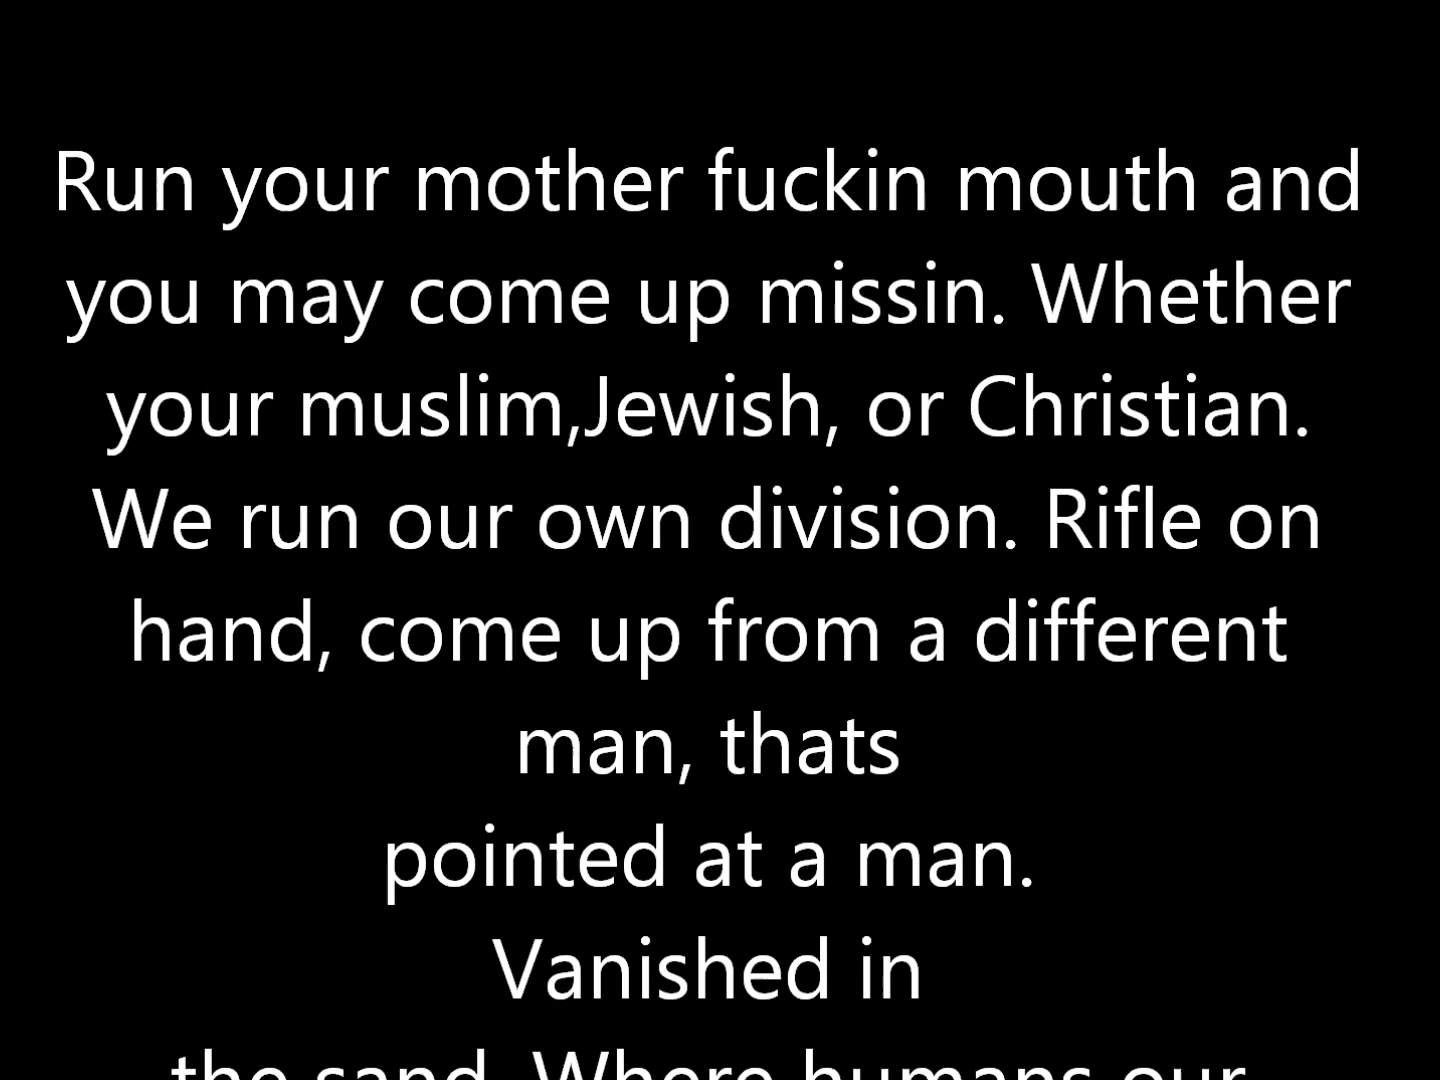 Run your mother fuckin mouth and
you may come up missin. Whether
your muslim,Jewish, or Christian.
We run our own division. Rifle on
hand, come up from a different
man, thats
pointed at a man.
Vanished in
the sand. Where humans our